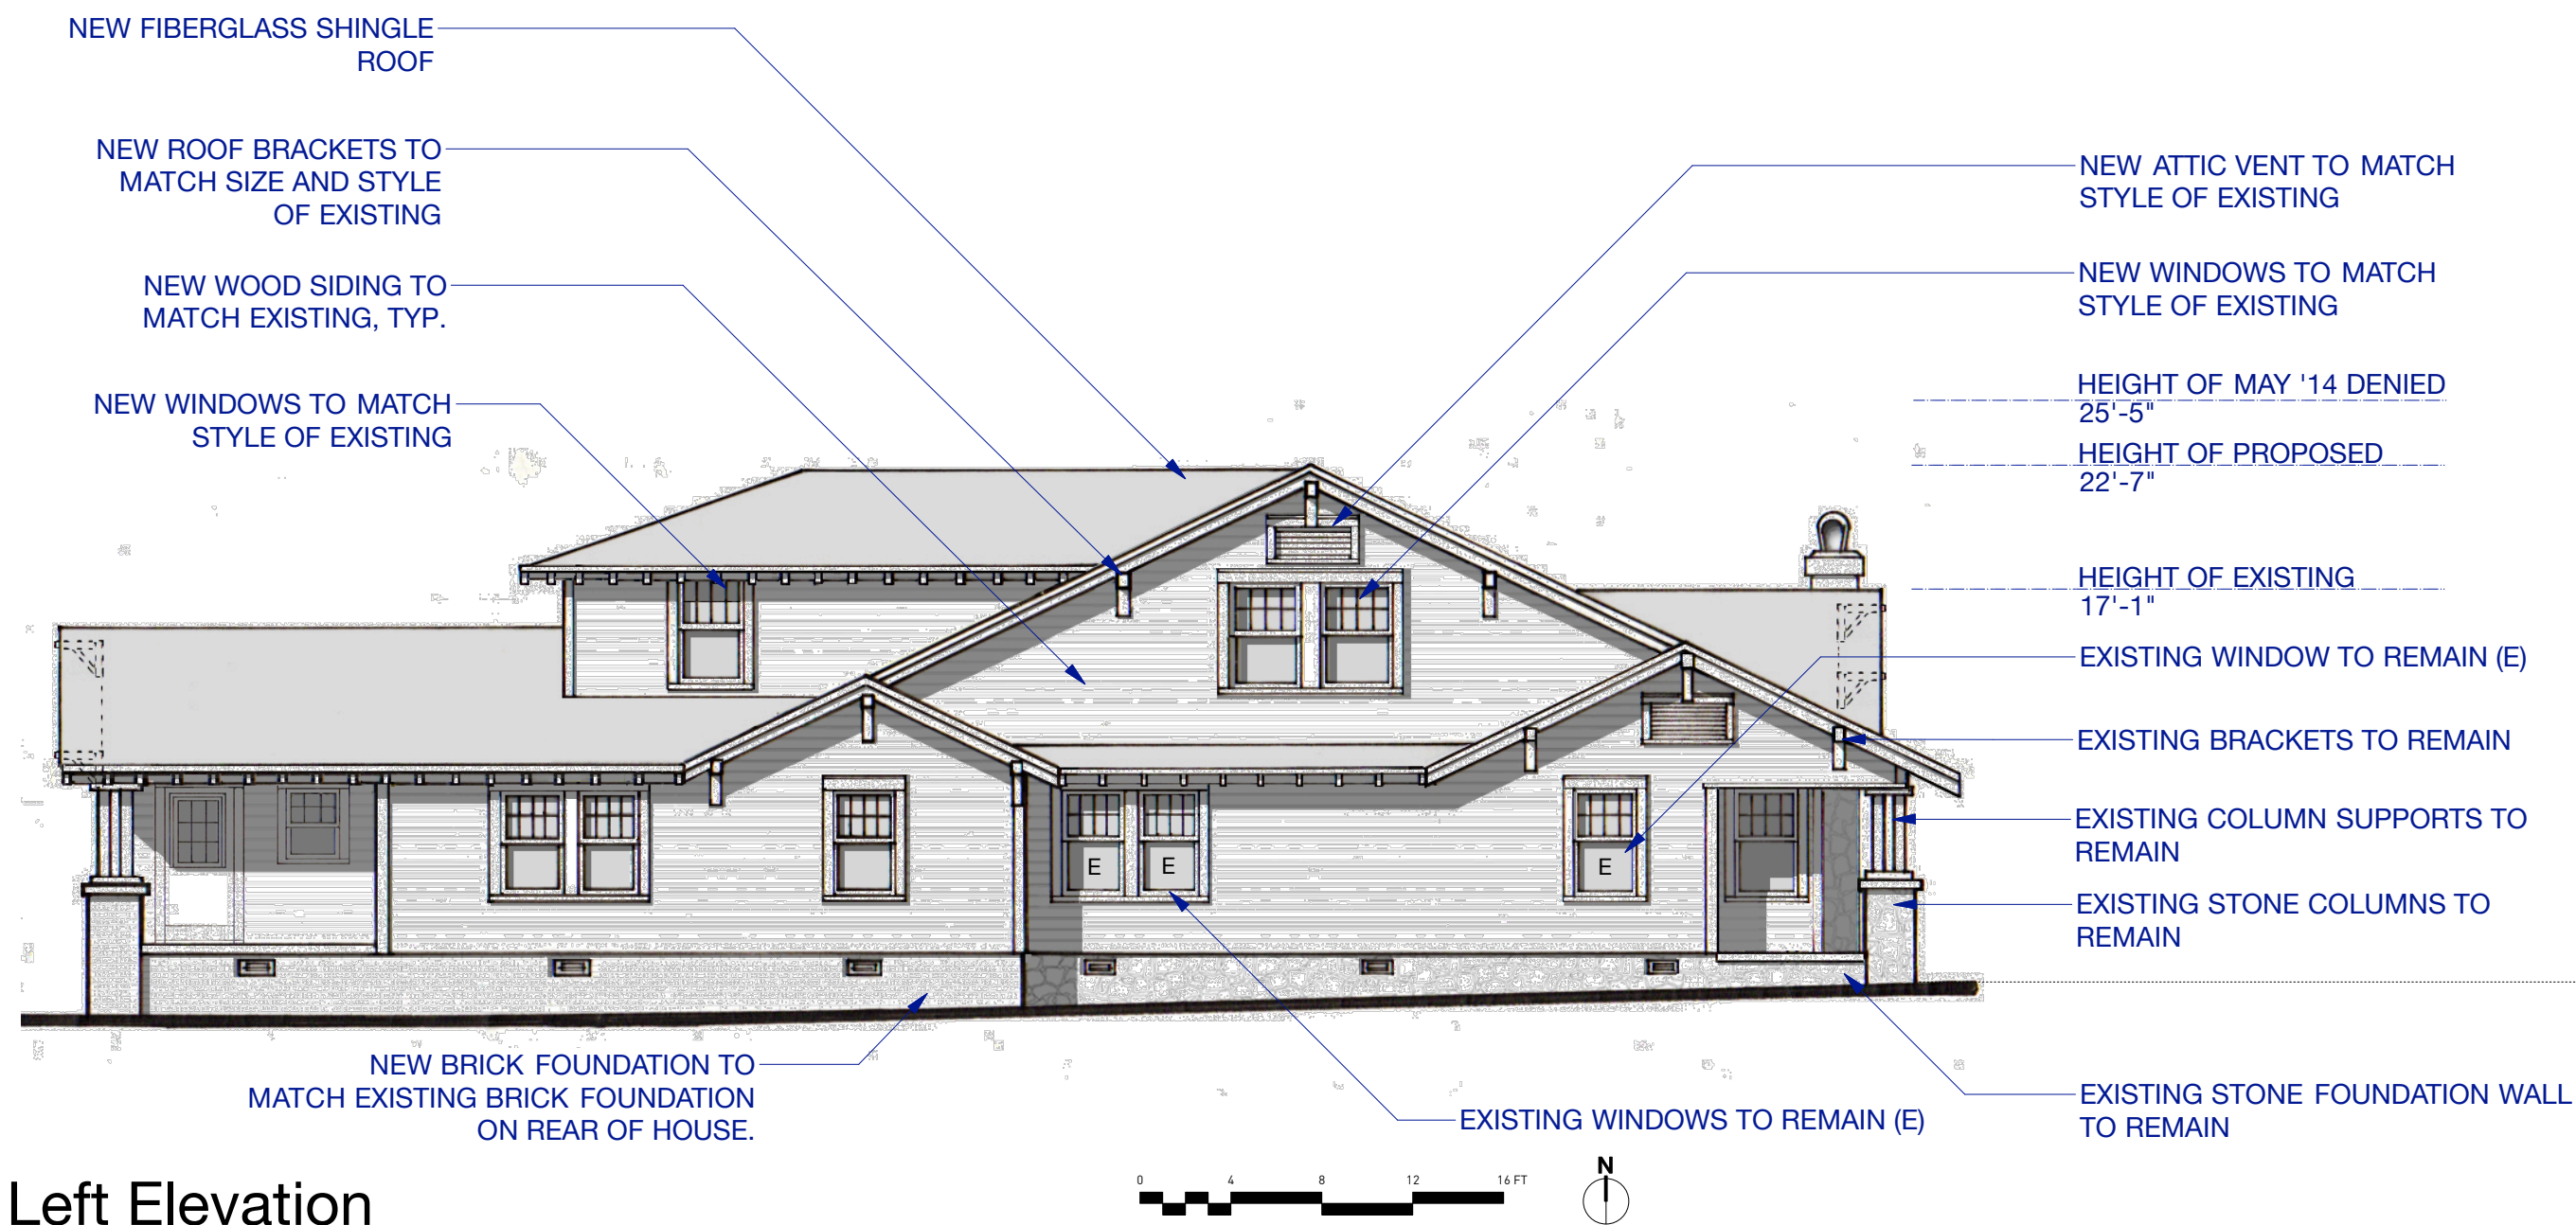 NEW FIBERGLASS SHINGLE
ROOF
NEW ROOF BRACKETS TO
MATCH SIZE AND STYLE
OF EXISTING
NEW WOOD SIDING TO
MATCH EXISTING, TYP.
NEW WINDOWS TO MATCH
STYLE OF EXISTING
NEW ATTIC VENT TO MATCH
STYLE OF EXISTING
NEW WINDOWS TO MATCH
STYLE OF EXISTING
HEIGHT OF MAY '14 DENIED
25'-5"
HEIGHT OF PROPOSED
22'-7"
HEIGHT OF EXISTING
17'-1"
EXISTING WINDOW TO REMAIN (E)
EXISTING BRACKETS TO REMAIN
EXISTING COLUMN SUPPORTS TO
REMAIN
EXISTING STONE COLUMNS TO
REMAIN
E
E
E
NEW BRICK FOUNDATION TO
MATCH EXISTING BRICK FOUNDATION
ON REAR OF HOUSE.
EXISTING WINDOWS TO REMAIN (E)
EXISTING STONE FOUNDATION WALL
TO REMAIN
Left Elevation
0 4 8 12 16 FT
N